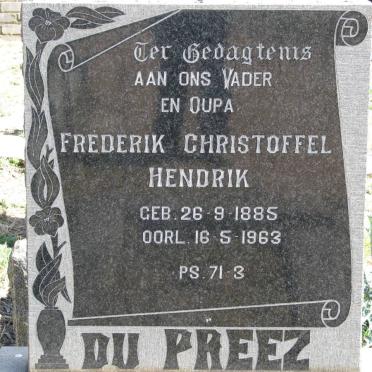 Ter Gedagtenis
AAN ONS VADER
EN OUPA
FREDERIK CHRISTOFFEL
HENDRIK
GEB. 26-9-1885
OORL. 16-5-1963
PS. 71-3
DU PREEZ